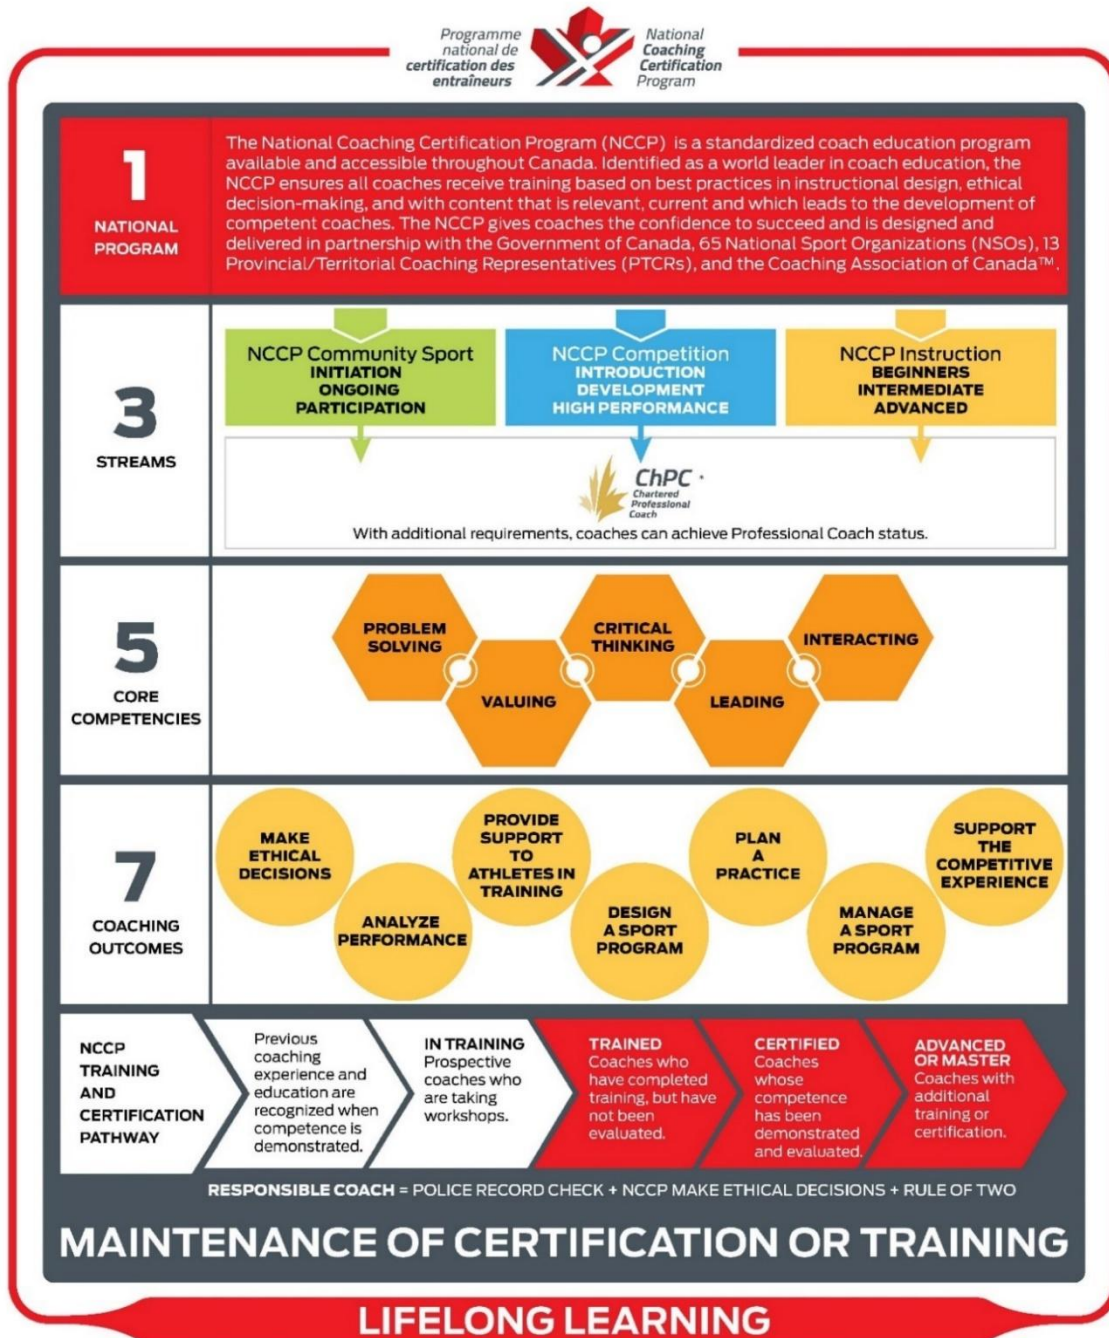 Programme
national de
certification des
entraîneurs
National
Coaching
Certification
Program
1
NATIONAL
PROGRAM
The National Coaching Certification Program (NCCP) is a standardized coach education program
available and accessible throughout Canada. Identified as a world leader in coach education, the
NCCP ensures all coaches receive training based on best practices in instructional design, ethical
decision-making, and with content that is relevant, current and which leads to the development of
competent coaches. The NCCP gives coaches the confidence to succeed and is designed and
delivered in partnership with the Government of Canada, 65 National Sport Organizations (NSOs), 13
Provincial/Territorial Coaching Representatives (PTCRs), and the Coaching Association of Canada™.
3
STREAMS
NCCP Community Sport
INITIATION
ONGOING
PARTICIPATION
NCCP Competition
INTRODUCTION
DEVELOPMENT
HIGH PERFORMANCE
NCCP Instruction
BEGINNERS
INTERMEDIATE
ADVANCED
ChPC
Chartered
Professional
Coach
With additional requirements, coaches can achieve Professional Coach status.
5
CORE
COMPETENCIES
PROBLEM
SOLVING
VALUING
CRITICAL
THINKING
LEADING
INTERACTING
7
COACHING
OUTCOMES
MAKE
ETHICAL
DECISIONS
ANALYZE
PERFORMANCE
PROVIDE
SUPPORT
TO
ATHLETES IN
TRAINING
DESIGN
A SPORT
PROGRAM
PLAN
A
PRACTICE
MANAGE
A SPORT
PROGRAM
SUPPORT
THE
COMPETITIVE
EXPERIENCE
NCCP
TRAINING
AND
CERTIFICATION
PATHWAY
Previous
coaching
experience and
education are
recognized when
competence is
demonstrated.
IN TRAINING
Prospective
coaches who
are taking
workshops.
TRAINED
Coaches who
have completed
training, but have
not been
evaluated.
CERTIFIED
Coaches
whose
competence
has been
demonstrated
and evaluated.
ADVANCED
OR MASTER
Coaches with
additional
training or
certification.
RESPONSIBLE COACH = POLICE RECORD CHECK + NCCP MAKE ETHICAL DECISIONS + RULE OF TWO
MAINTENANCE OF CERTIFICATION OR TRAINING
LIFELONG LEARNING